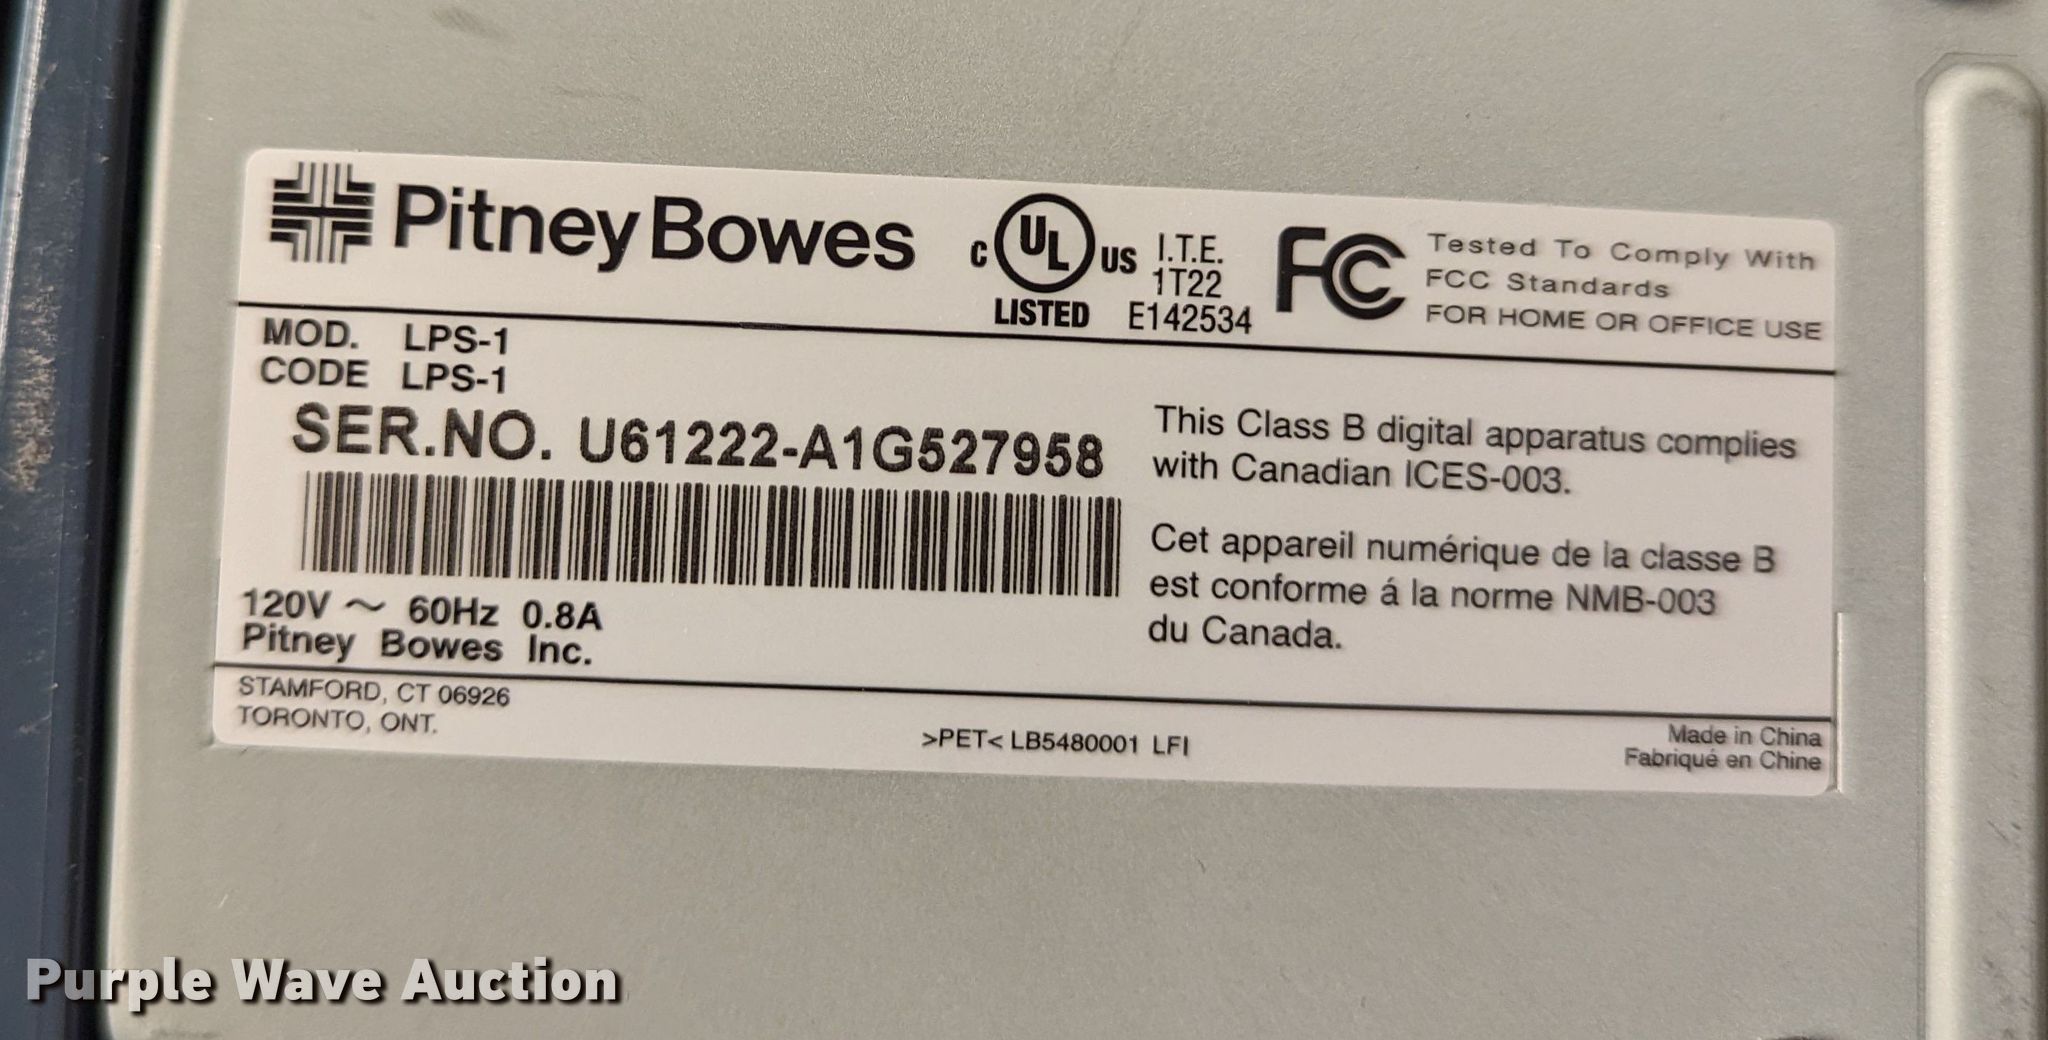 Pitney Bowes
C UL US
LISTED
I.T.E.
1T22
E142534
FC Tested To Comply With
FCC Standards
FOR HOME OR OFFICE USE
MOD. LPS-1
CODE LPS-1
SER.NO. U61222-A1G527958
120V ~ 60Hz 0.8A
Pitney Bowes Inc.
This Class B digital apparatus complies
with Canadian ICES-003.
Cet appareil numérique de la classe B
est conforme á la norme NMB-003
du Canada.
STAMFORD, CT 06926
TORONTO, ONT.
>PET< LB5480001 LFI
Made in China
Fabriqué en Chine
Purple Wave Auction